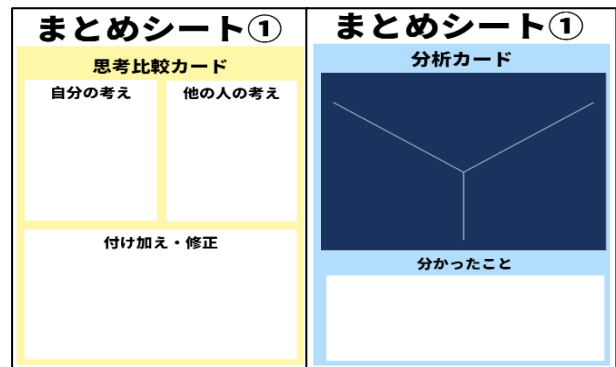 まとめシート①
思考比較カード
自分の考え
他の人の考え
付け加え・修正
まとめシート①
分析カード
分かったこと